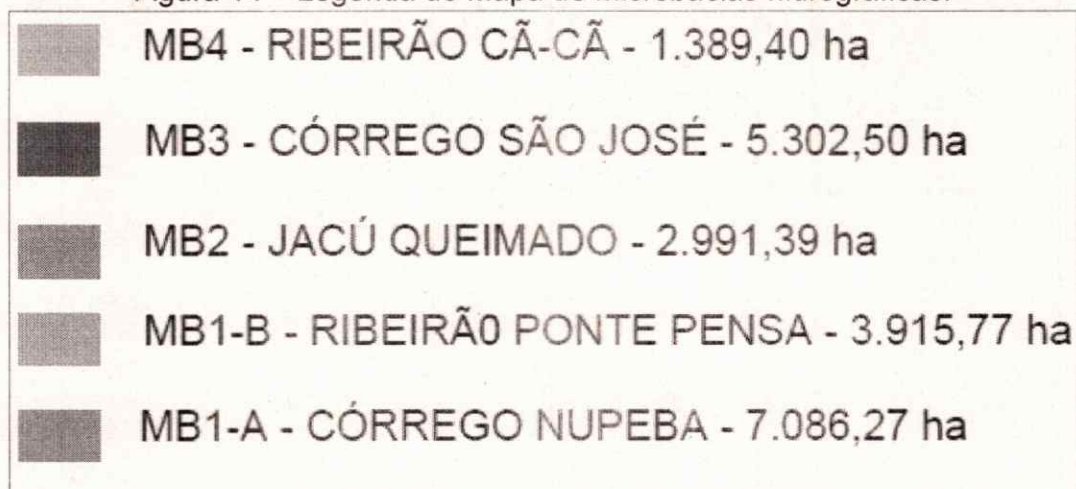 MB4 - RIBEIRÃO CÃ-CÃ - 1.389,40 ha
MB3 - CÓRREGO SÃO JOSÉ - 5.302,50 ha
MB2 - JACÚ QUEIMADO - 2.991,39 ha
MB1-B - RIBEIRÃ0 PONTE PENSA - 3.915,77 ha
MB1-A - CÓRREGO NUPEBA - 7.086,27 ha